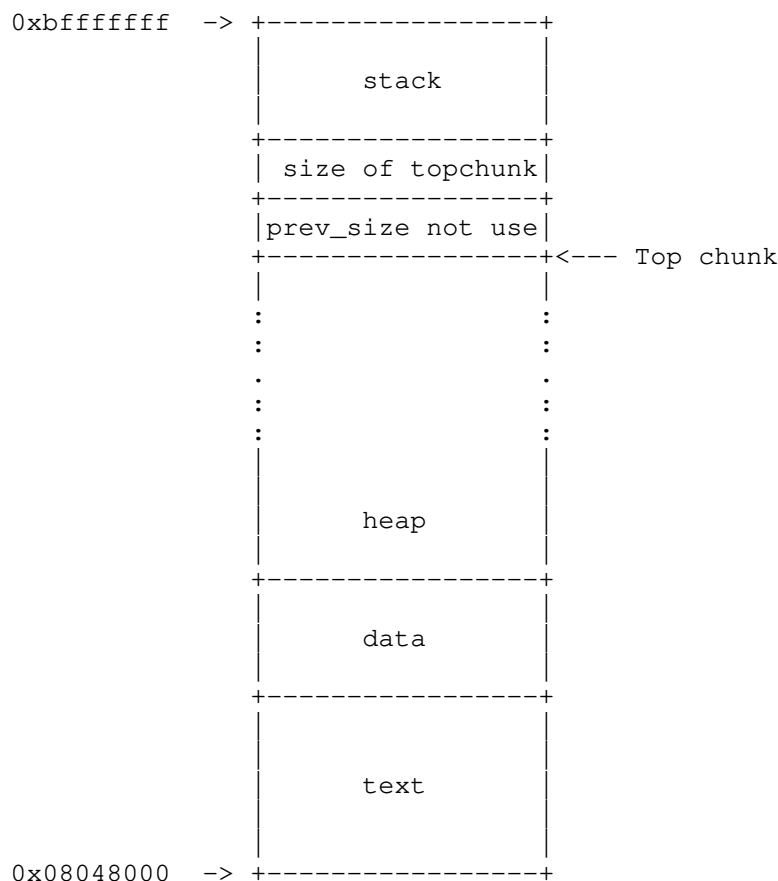 0xbfffffff -> +-----------------+
| |
| stack |
| |
+-----------------+
| size of topchunk|
+-----------------+
|prev_size not use|
+-----------------+<--- Top chunk
| |
: :
: :
. .
: :
: :
| |
| |
| heap |
| |
+-----------------+
| |
| data |
| |
+-----------------+
| |
| |
| text |
| |
| |
0x08048000 -> +-----------------+